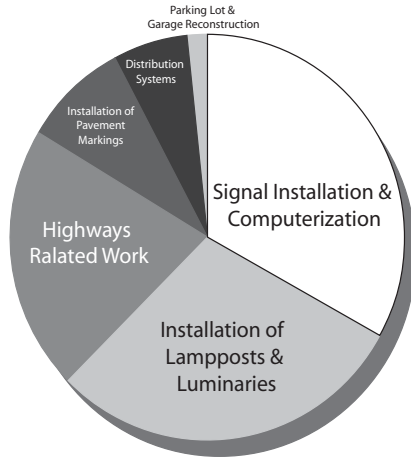 Parking Lot &
Garage Reconstruction
Distribution
Systems
Installation of
Pavement
Markings
Signal Installation &
Computerization
Highways
Ralated Work
Installation of
Lampposts &
Luminaries